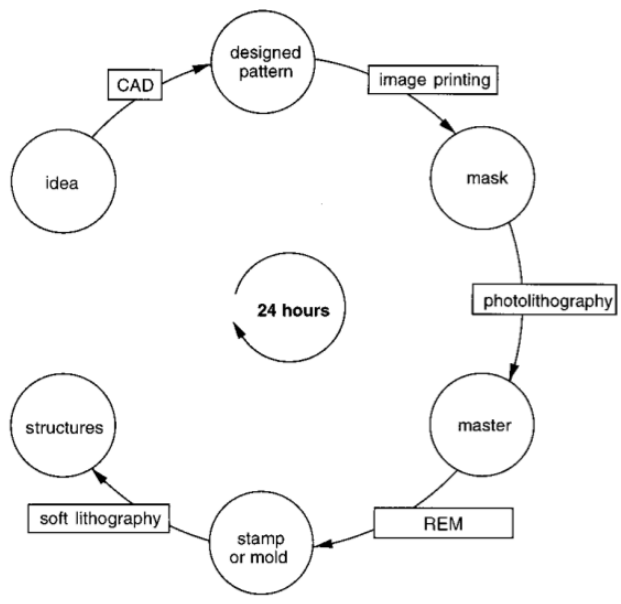 designed
pattern
CAD
image printing
idea
mask
24 hours
photolithography
structures
master
soft lithography
REM
stamp
or mold